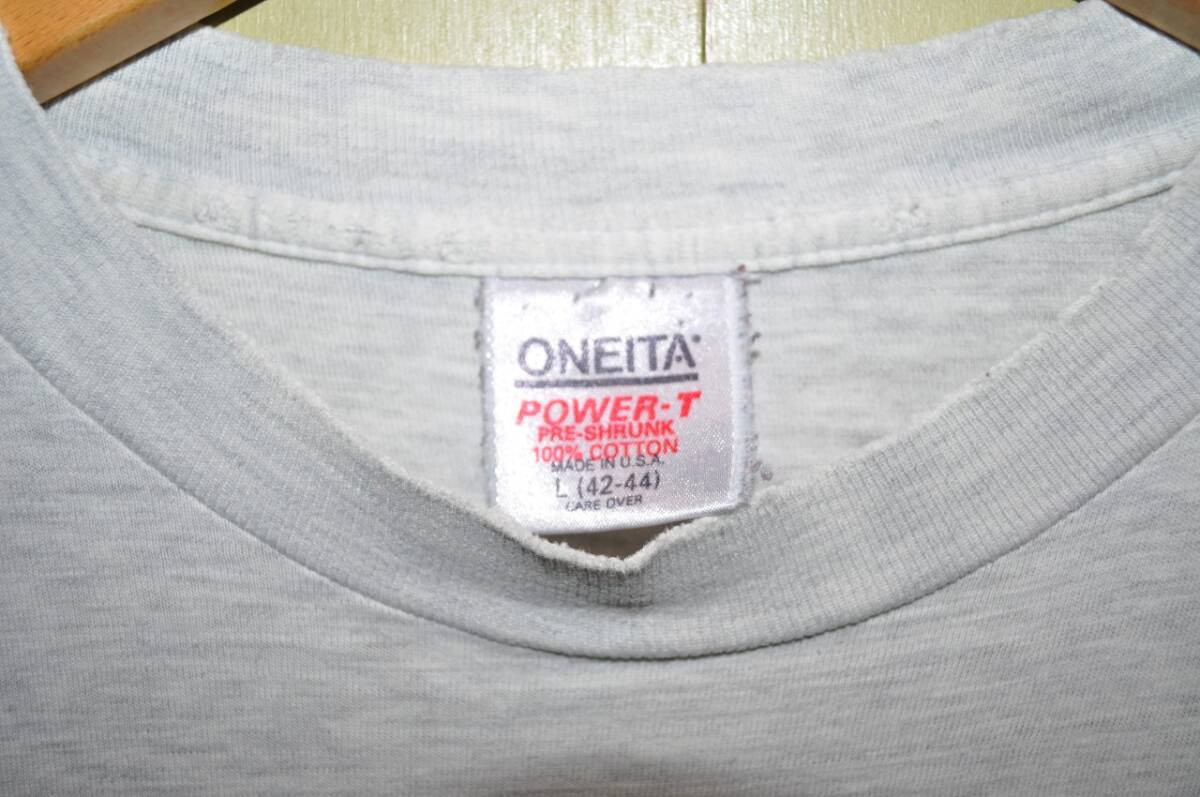 ONEITA®
POWER-T
PRE-SHRUNK
100% COTTON
MADE IN U.S.A.
L (42-44)
CARE OVER